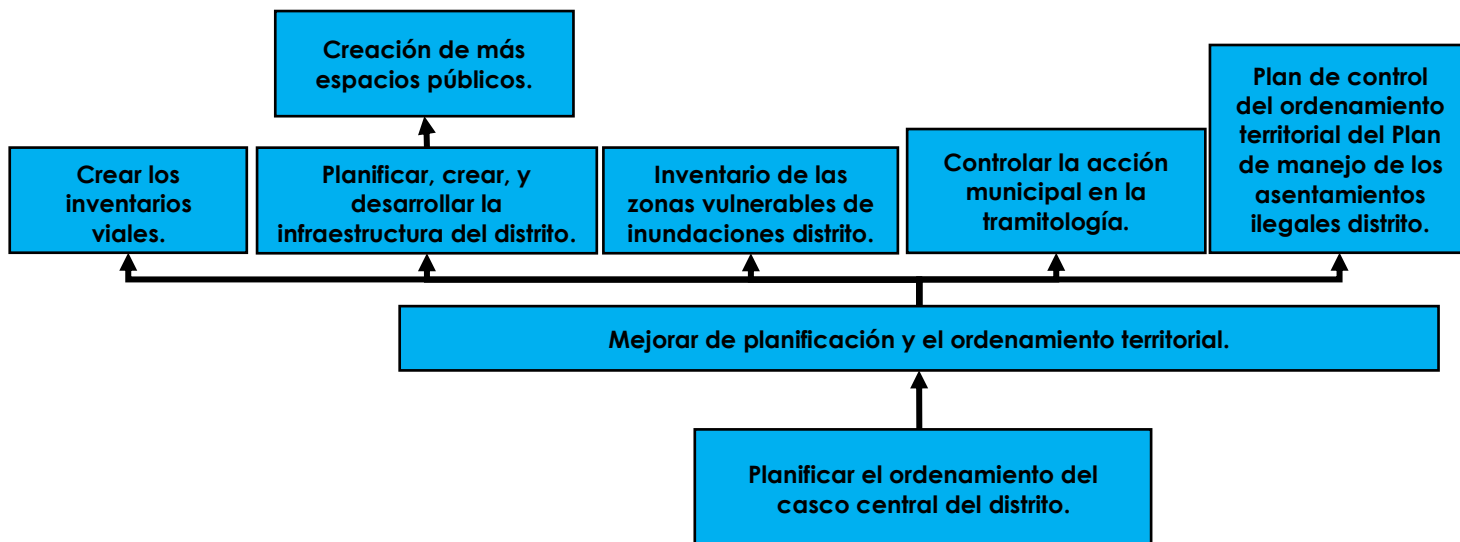 Creación de más
espacios públicos.
Plan de control
del ordenamiento
territorial del Plan
de manejo de los
asentamientos
ilegales distrito.
Crear los
inventarios
viales.
Planificar, crear, y
desarrollar la
infraestructura del distrito.
Inventario de las
zonas vulnerables de
inundaciones distrito.
Controlar la acción
municipal en la
tramitología.
Mejorar de planificación y el ordenamiento territorial.
Planificar el ordenamiento del
casco central del distrito.